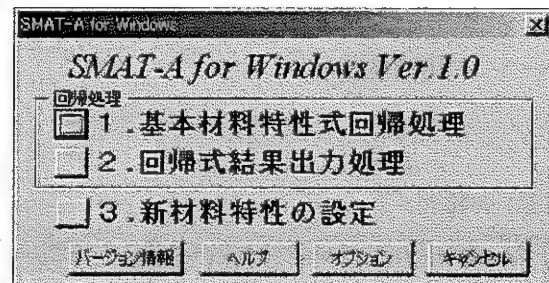 SMAT-A for Windows
SMAT-A for Windows Ver.1.0
回帰処理
1.基本材料特性式回帰処理
2.回帰式結果出力処理
3.新材料特性の設定
バージョン情報 ヘルプ オプション キャンセル